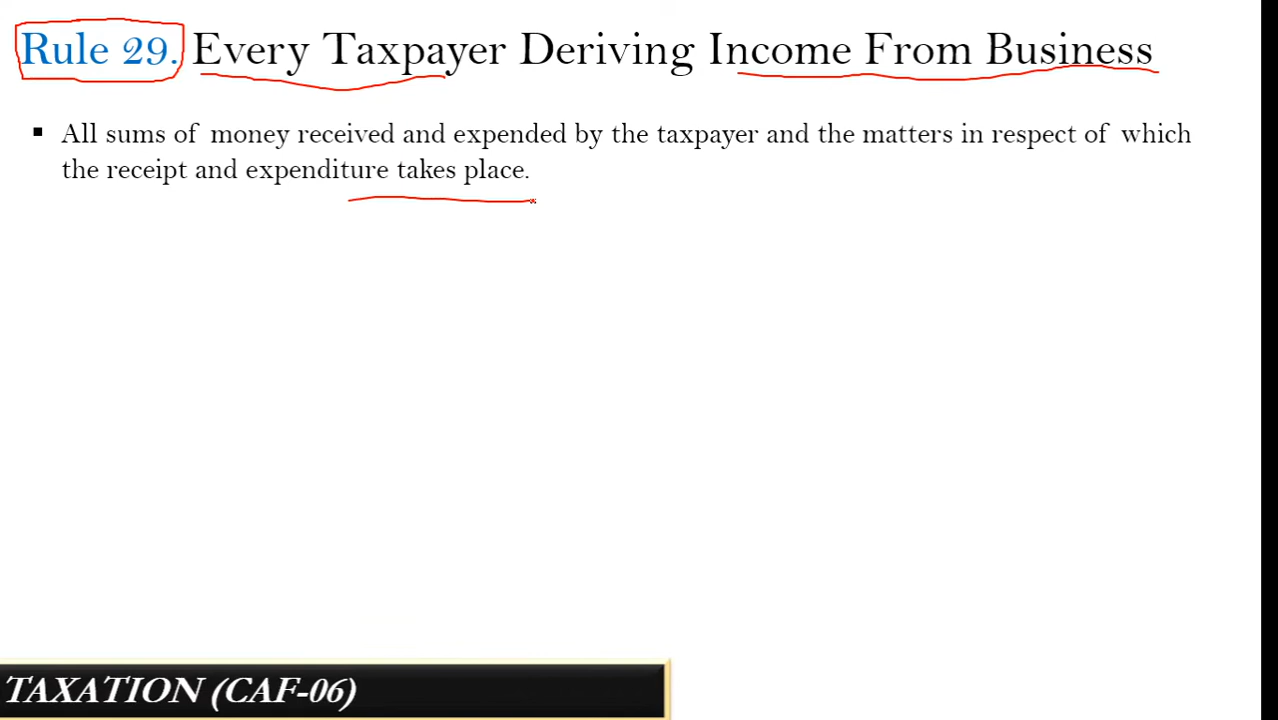 Rule 29. Every Taxpayer Deriving Income From Business
▪ All sums of money received and expended by the taxpayer and the matters in respect of which
the receipt and expenditure takes place.
TAXATION (CAF-06)